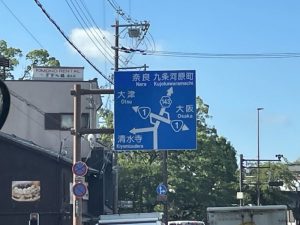 KIMONO RENTAL
奈良 九条河原町
Nara Kujokawaramachi
大津
Otsu
143
1
大阪
Osaka
1
清水寺
Kiyomizudera